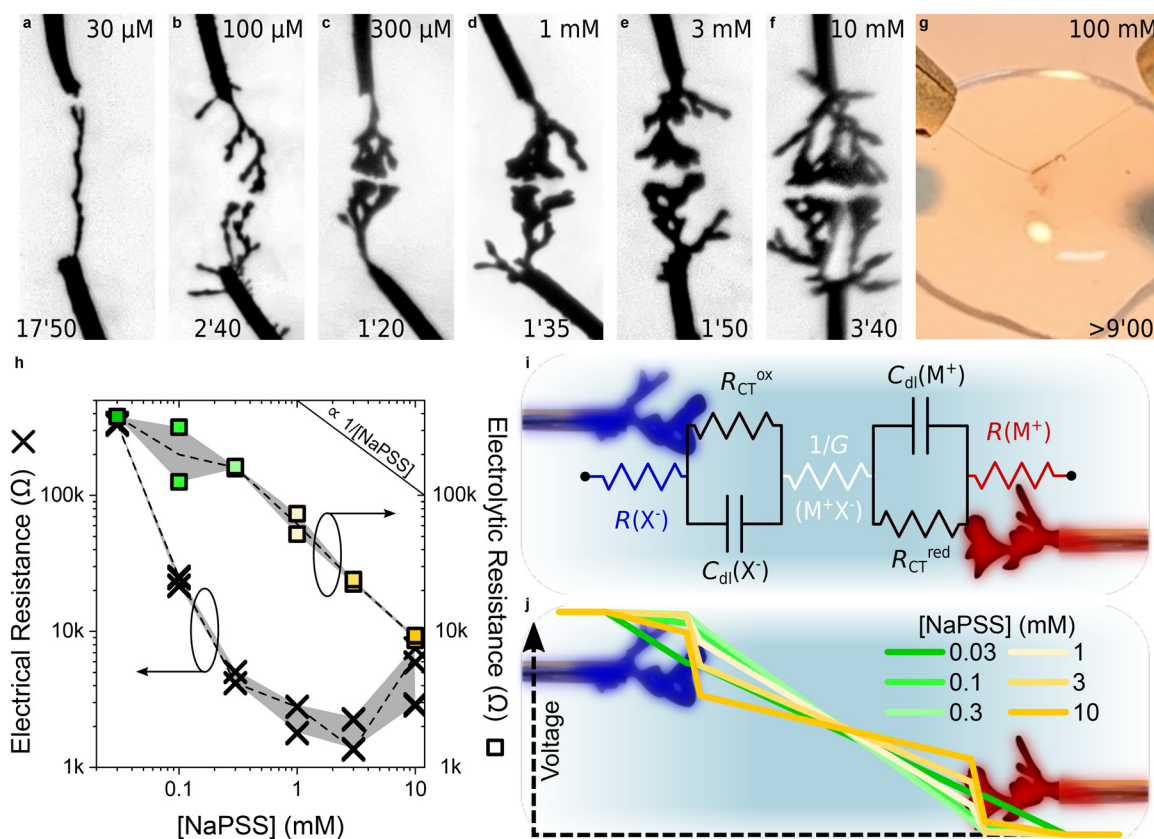 a 30 µM
b 100 µM
c 300 µM
d 1 mM
e 3 mM
f 10 mM
g 100 mM
17'50
2'40
1'20
1'35
1'50
3'40
>9'00
h
Electrical Resistance (Ω) ×
100k
10k
1k
∝ 1/[NaPSS]
100k
10k
1k
Electrolytic Resistance (Ω)
0.1 1 10
[NaPSS] (mM)
i
R_CT^ox
C_dl(M⁺)
R(X⁻)
1/G
(M⁺X⁻)
R(M⁺)
C_dl(X⁻)
R_CT^red
j
Voltage
[NaPSS] (mM)
0.03 1
0.1 3
0.3 10